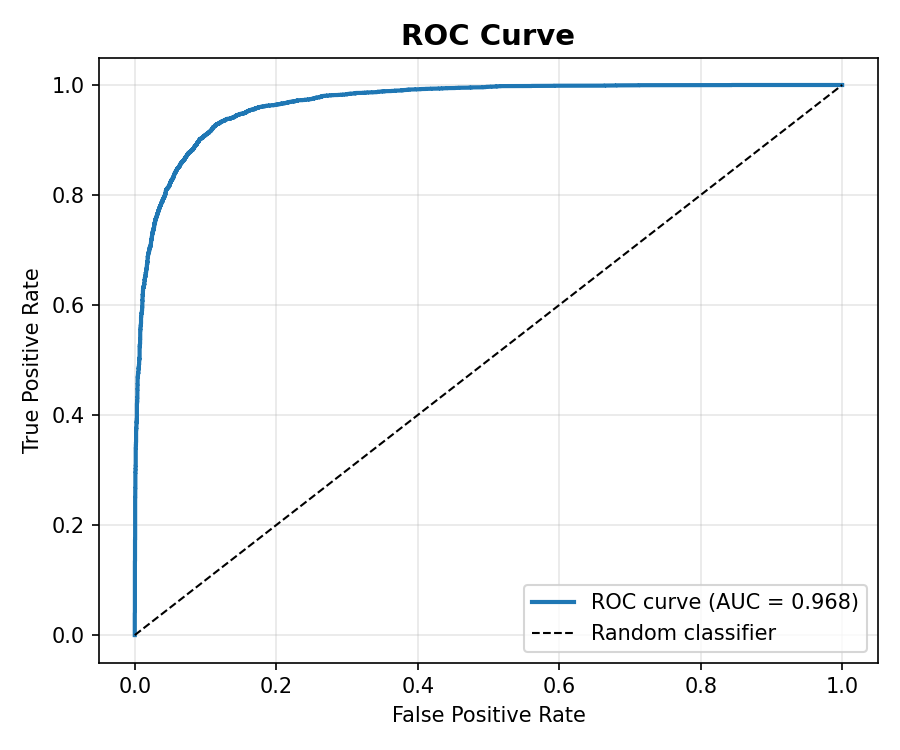 ROC Curve
1.0
0.8
0.6
0.4
0.2
0.0
True Positive Rate
ROC curve (AUC = 0.968)
Random classifier
0.0 0.2 0.4 0.6 0.8 1.0
False Positive Rate